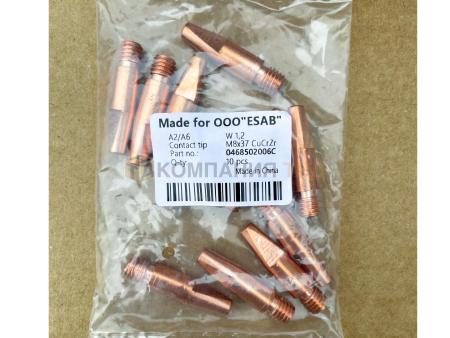 Made for OOO"ESAB"
A2/A6 W 1,2
Contact tip M8x37 CuCrZr
Part no.: 0468502006C
Q-ty: 10 pcs
Made in China
КОМПАНИЯ